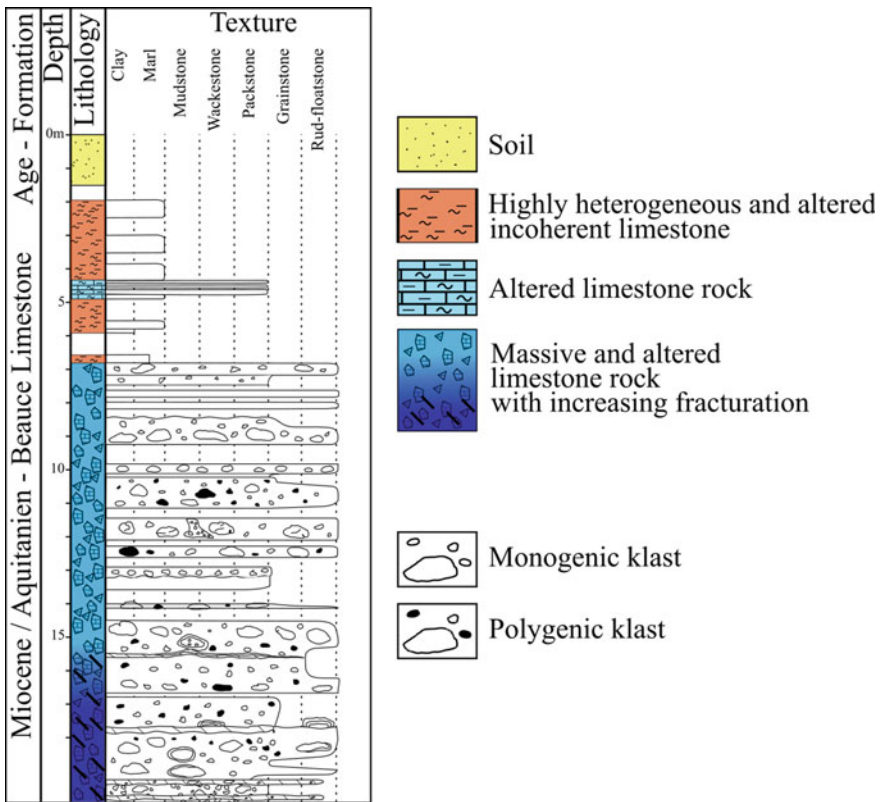 Texture
Age - Formation
Depth
Lithology
Clay
Marl
Mudstone
Wackestone
Packstone
Grainstone
Rud-floatstone
0m
5
10
15
Miocene / Aquitanien - Beauce Limestone
Soil
Highly heterogeneous and altered
incoherent limestone
Altered limestone rock
Massive and altered
limestone rock
with increasing fracturation
Monogenic klast
Polygenic klast